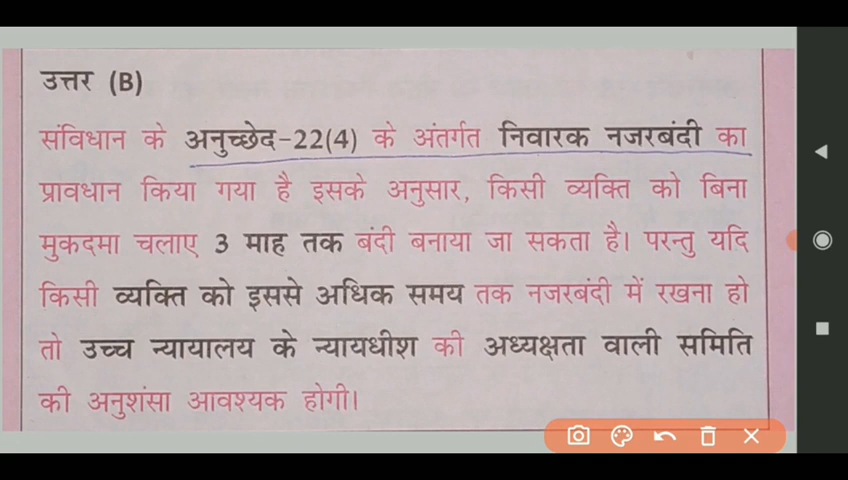 उत्तर (B)
संविधान के अनुच्छेद-22(4) के अंतर्गत निवारक नजरबंदी का
प्रावधान किया गया है इसके अनुसार, किसी व्यक्ति को बिना
मुकदमा चलाए 3 माह तक बंदी बनाया जा सकता है। परन्तु यदि
किसी व्यक्ति को इससे अधिक समय तक नजरबंदी में रखना हो
तो उच्च न्यायालय के न्यायधीश की अध्यक्षता वाली समिति
की अनुशंसा आवश्यक होगी।